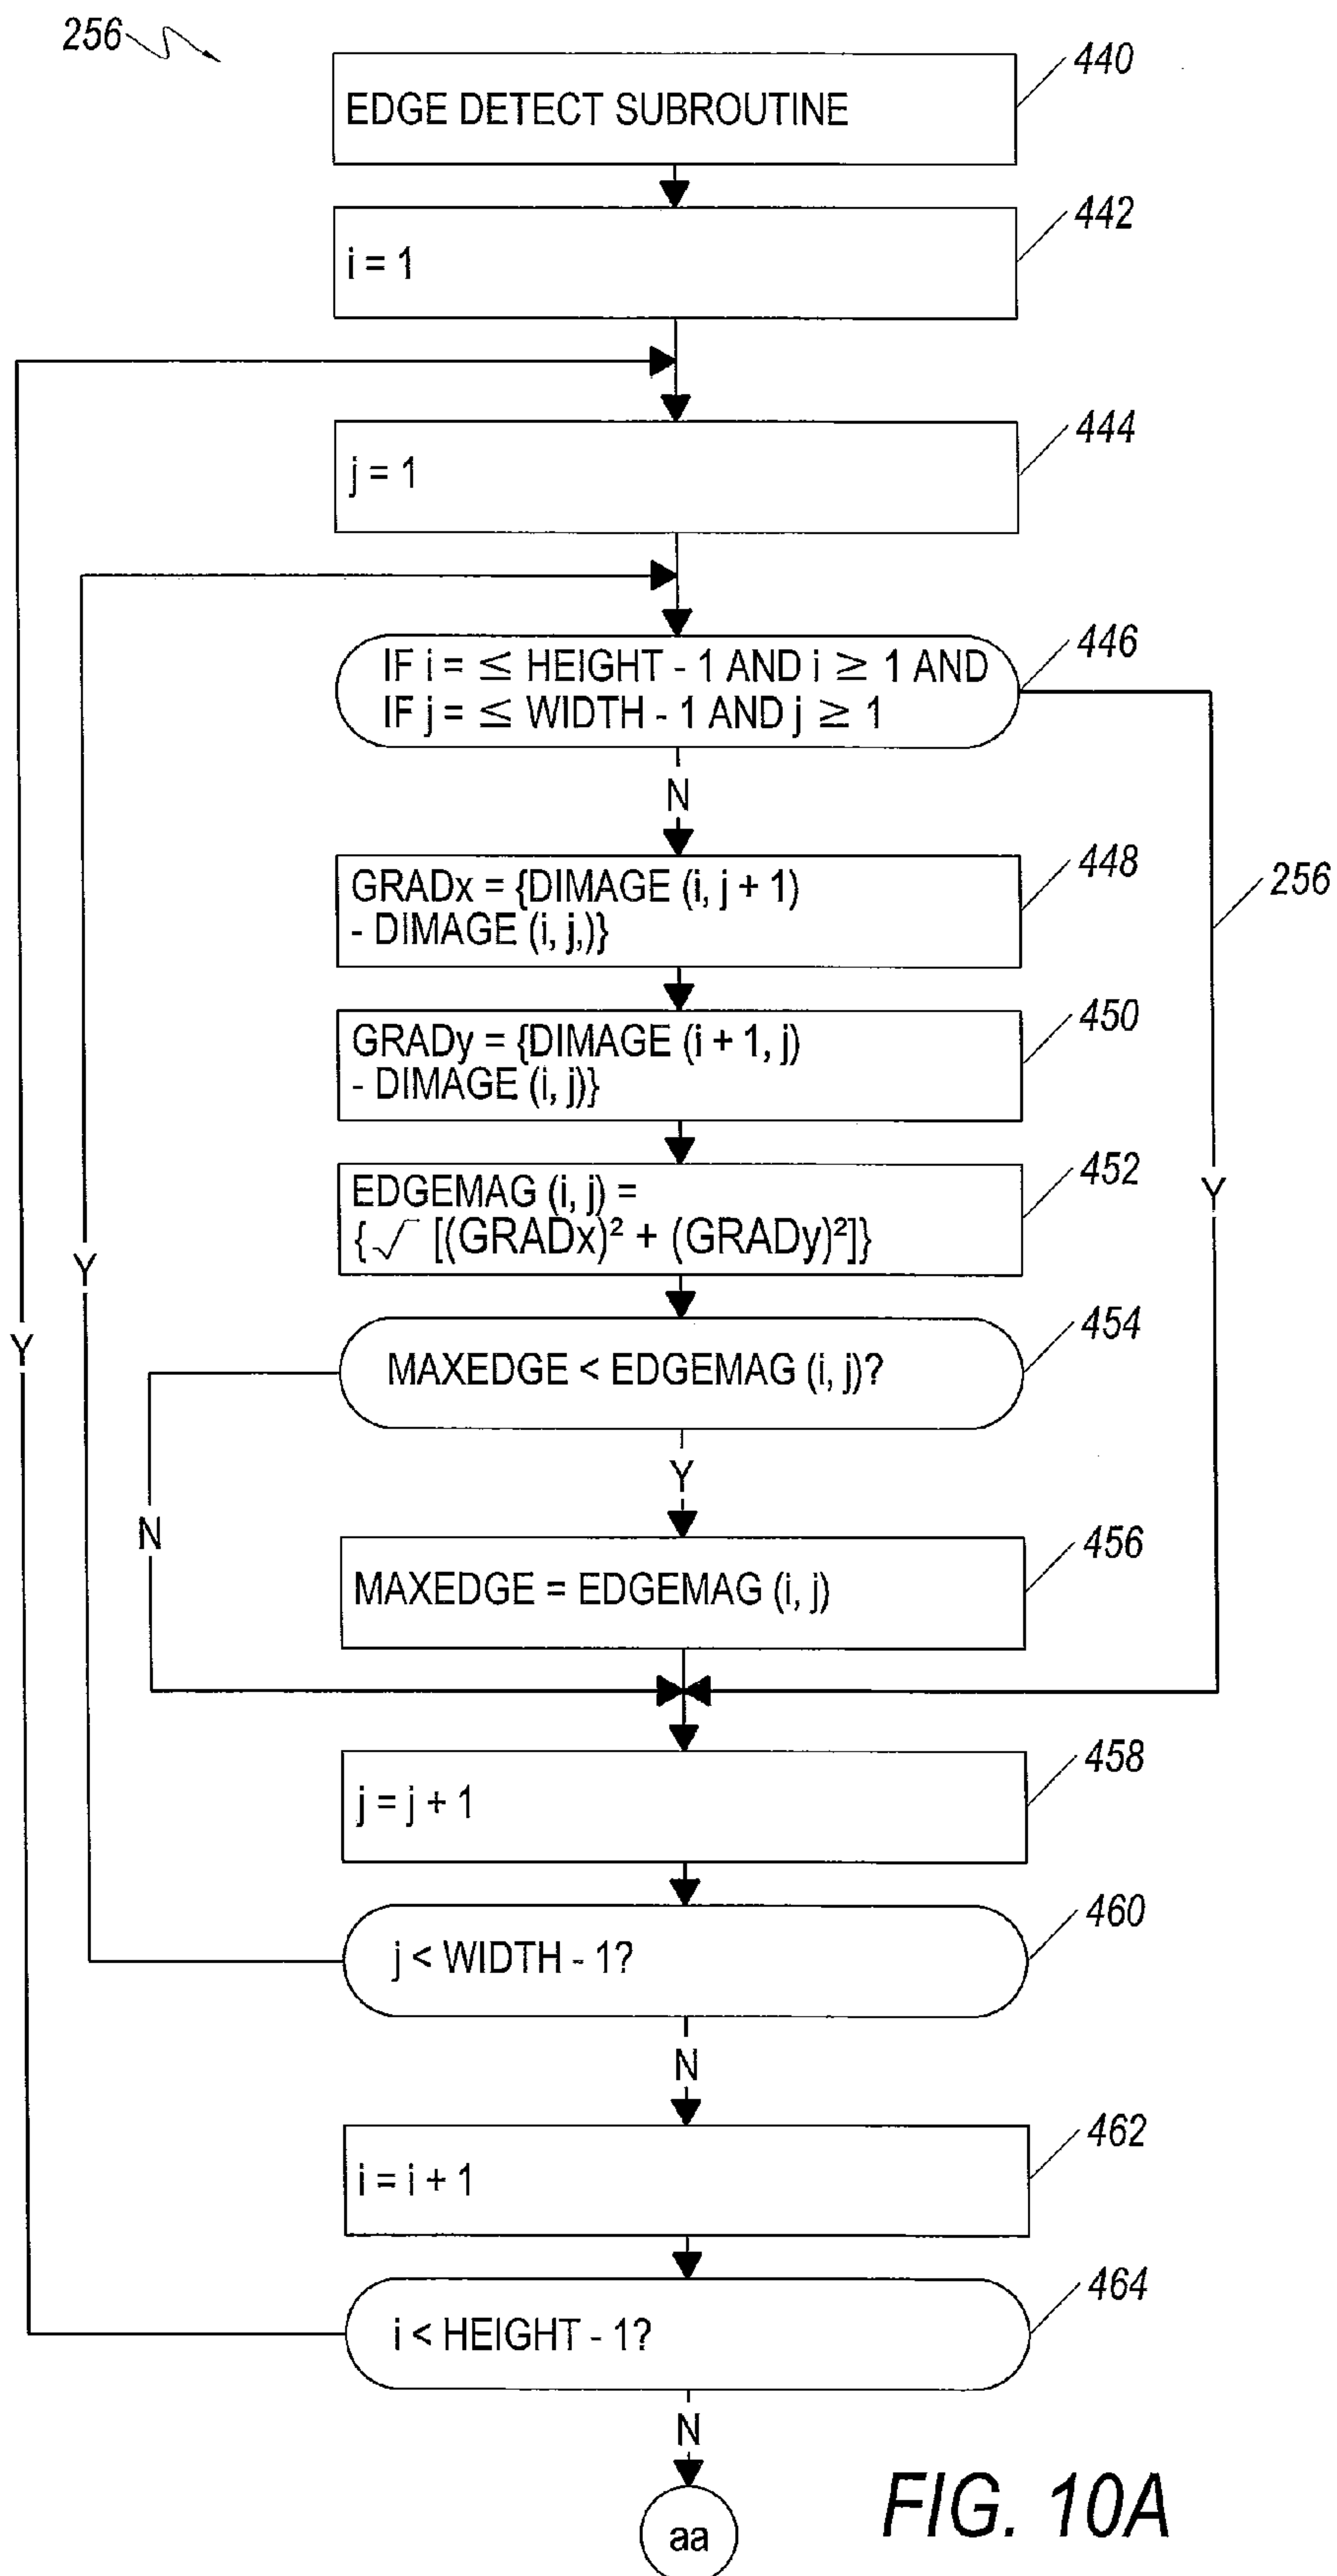 256
440
EDGE DETECT SUBROUTINE
442
i = 1
444
j = 1
446
IF i = ≤ HEIGHT - 1 AND i ≥ 1 AND
IF j = ≤ WIDTH - 1 AND j ≥ 1
N
448
GRADx = {DIMAGE (i, j + 1)
- DIMAGE (i, j,)}
256
450
GRADy = {DIMAGE (i + 1, j)
- DIMAGE (i, j)}
452
EDGEMAG (i, j) =
{ √ [(GRADx)² + (GRADy)²]}
Y
Y
Y
454
MAXEDGE < EDGEMAG (i, j)?
Y
N
456
MAXEDGE = EDGEMAG (i, j)
458
j = j + 1
460
j < WIDTH - 1?
N
462
i = i + 1
464
i < HEIGHT - 1?
N
aa
FIG. 10A